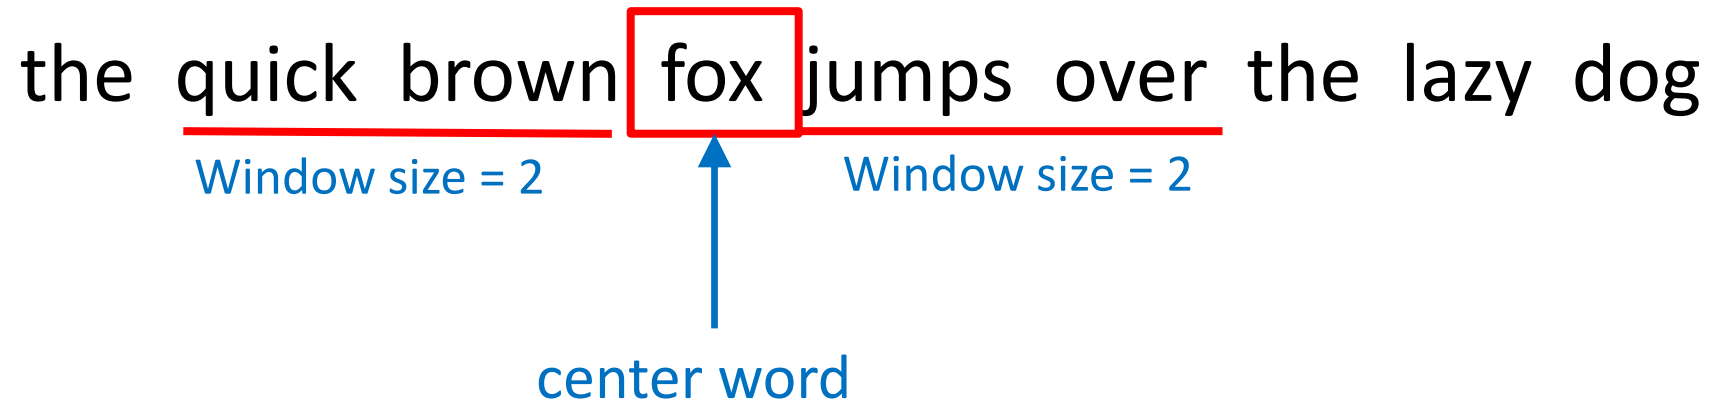 the quick brown fox jumps over the lazy dog
Window size = 2 Window size = 2
center word